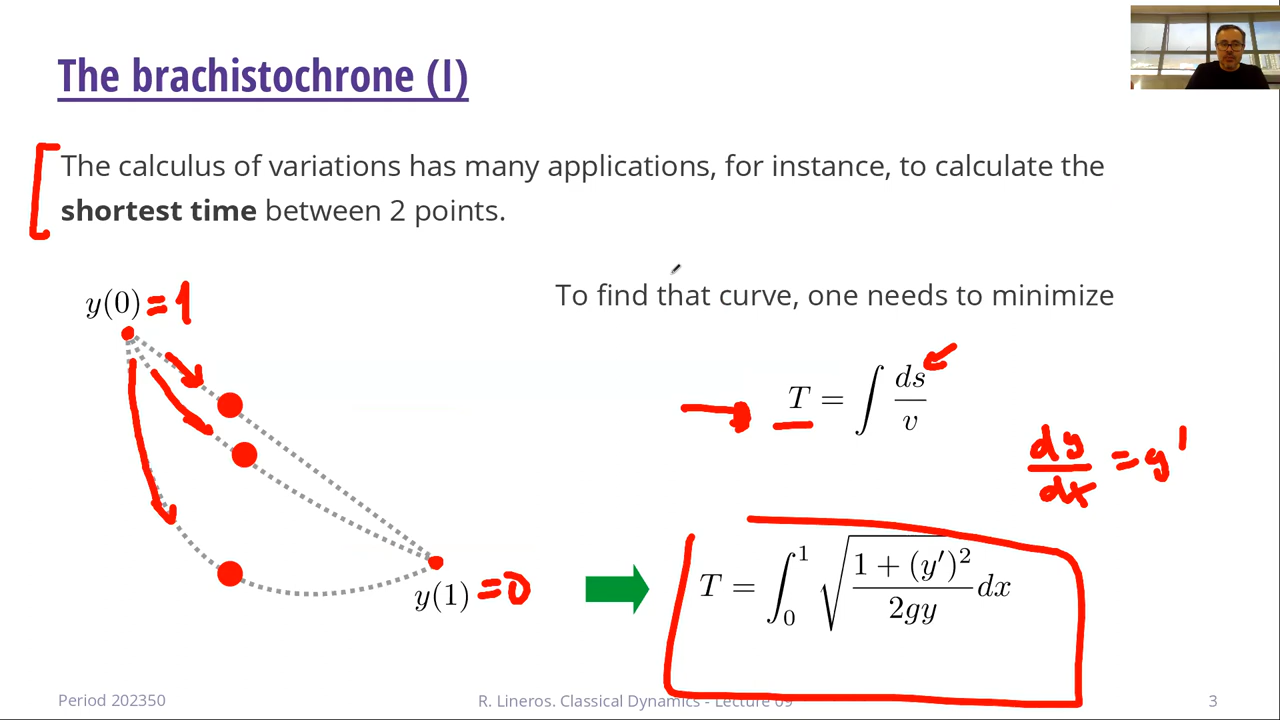 The brachistochrone (I)
The calculus of variations has many applications, for instance, to calculate the
shortest time between 2 points.
y(0) = 1
To find that curve, one needs to minimize
T = ∫ ds/v
dy/dx = y'
y(1) = 0
T = ∫₀¹ √((1 + (y′)²)/(2gy)) dx
Period 202350
R. Lineros. Classical Dynamics - Lecture 09
3